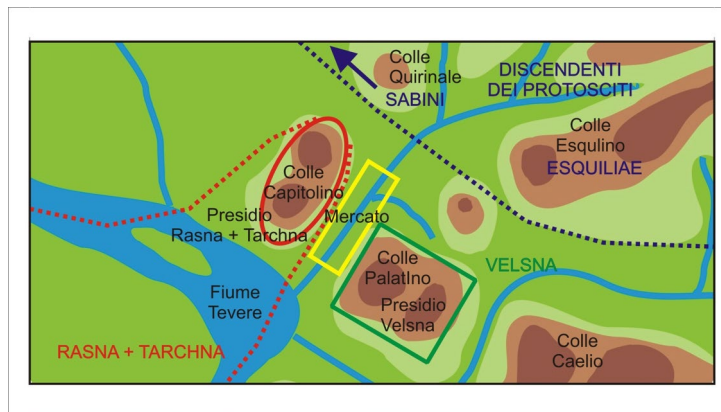 Colle
Quirinale
SABINI
DISCENDENTI
DEI PROTOSCITI
Colle
Esqulino
ESQUILIAE
Colle
Capitolino
Presidio
Rasna + Tarchna
Mercato
Colle
PalatIno
Presidio
Velsna
VELSNA
Fiume
Tevere
RASNA + TARCHNA
Colle
Caelio